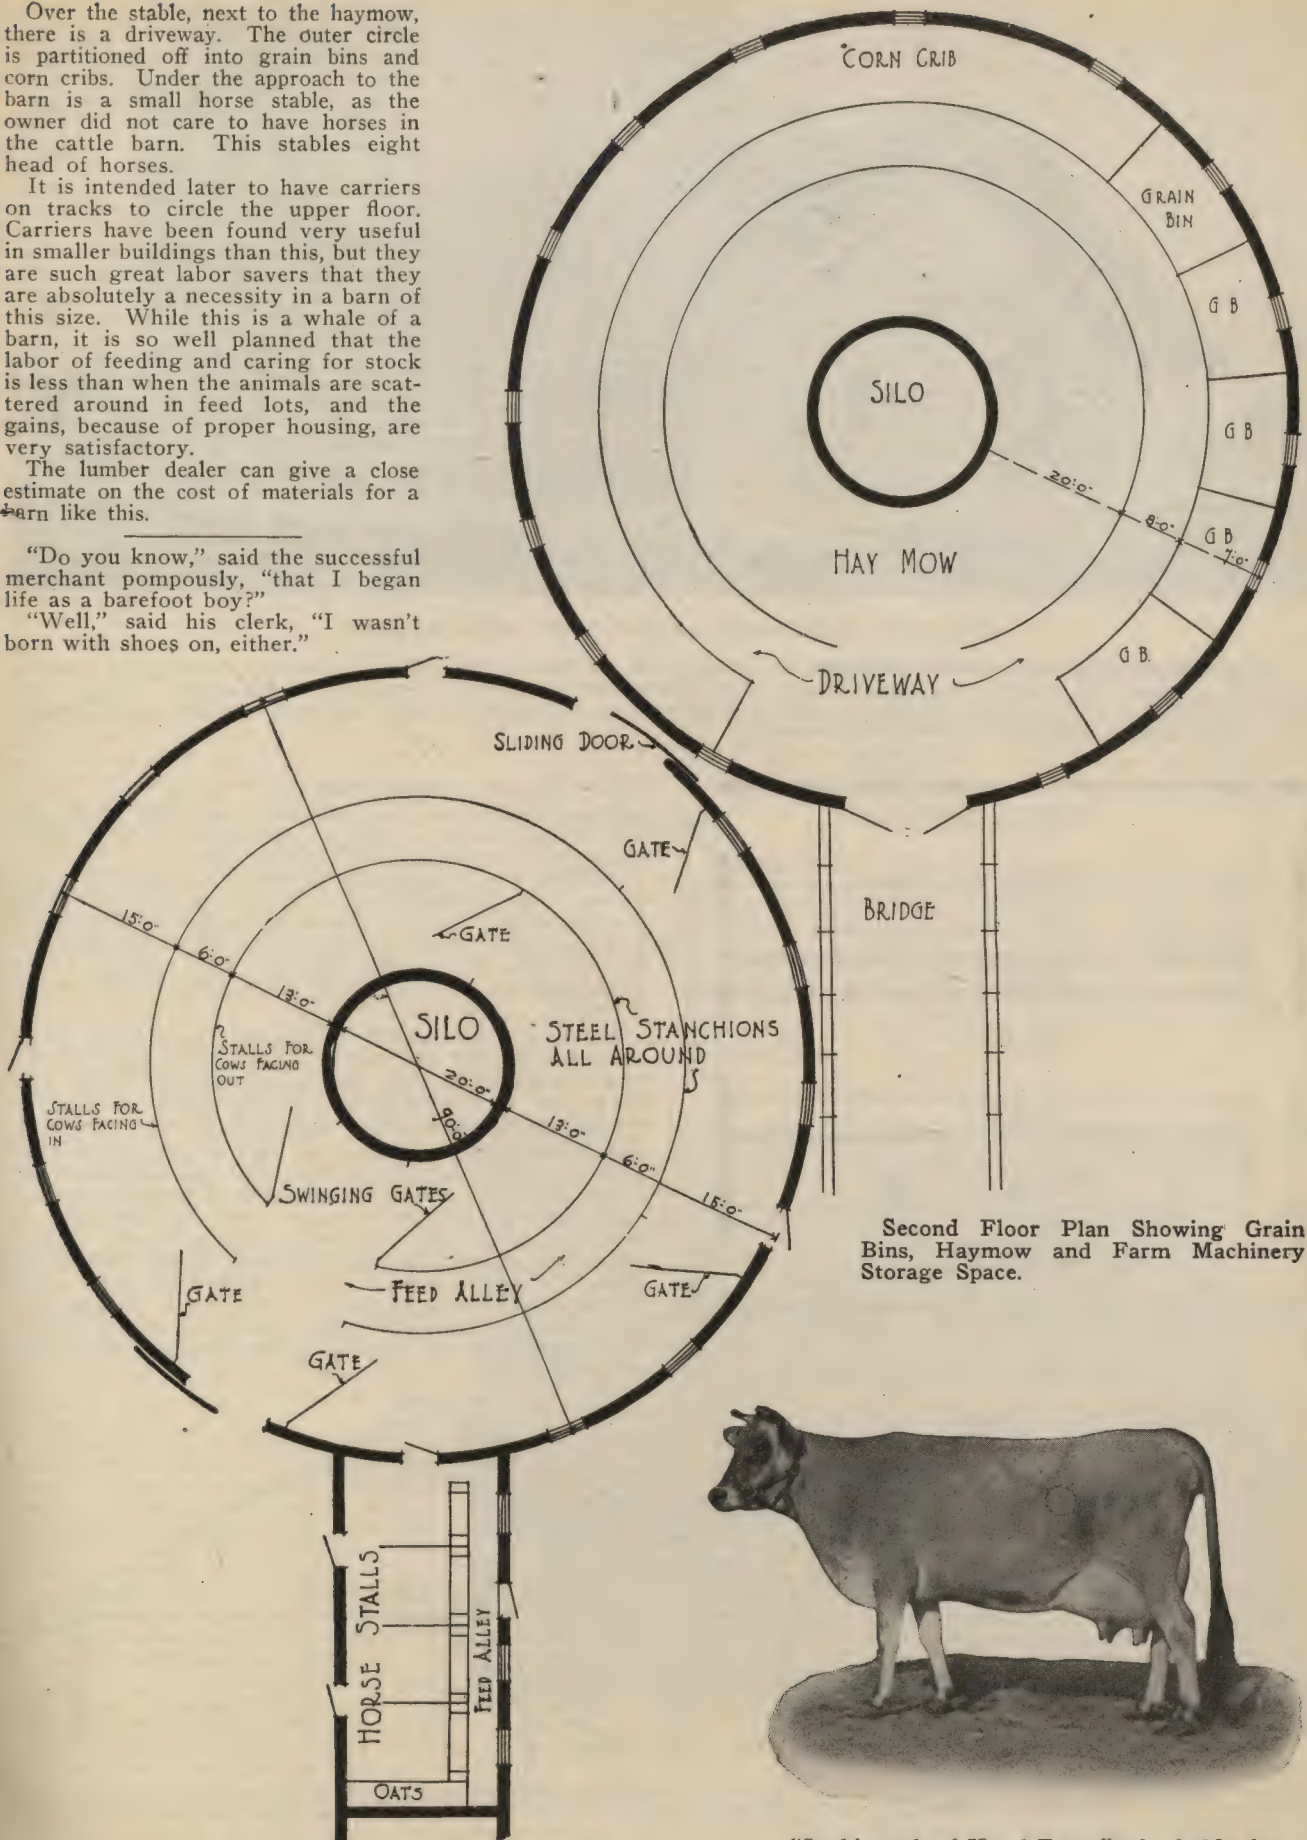 Over the stable, next to the haymow,
there is a driveway. The outer circle
is partitioned off into grain bins and
corn cribs. Under the approach to the
barn is a small horse stable, as the
owner did not care to have horses in
the cattle barn. This stables eight
head of horses.
It is intended later to have carriers
on tracks to circle the upper floor.
Carriers have been found very useful
in smaller buildings than this, but they
are such great labor savers that they
are absolutely a necessity in a barn of
this size. While this is a whale of a
barn, it is so well planned that the
labor of feeding and caring for stock
is less than when the animals are scat-
tered around in feed lots, and the
gains, because of proper housing, are
very satisfactory.
The lumber dealer can give a close
estimate on the cost of materials for a
barn like this.
"Do you know," said the successful
merchant pompously, "that I began
life as a barefoot boy?"
"Well," said his clerk, "I wasn't
born with shoes on, either."
CORN CRIB
GRAIN
BIN
G B
G B
G B
G B.
SILO
20'-0"
8'-0"
7'-0"
HAY MOW
DRIVEWAY
BRIDGE
SLIDING DOOR
GATE
GATE
15'-0"
6'-0"
13'-0"
SILO
STEEL STANCHIONS
ALL AROUND
STALLS FOR
COWS FACING
OUT
20'-0"
90'-0"
13'-0"
6'-0"
15'-0"
STALLS FOR
COWS FACING
IN
SWINGING GATES
FEED ALLEY
GATE
GATE
GATE
HORSE STALLS
FEED ALLEY
OATS
Second Floor Plan Showing Grain
Bins, Haymow and Farm Machinery
Storage Space.